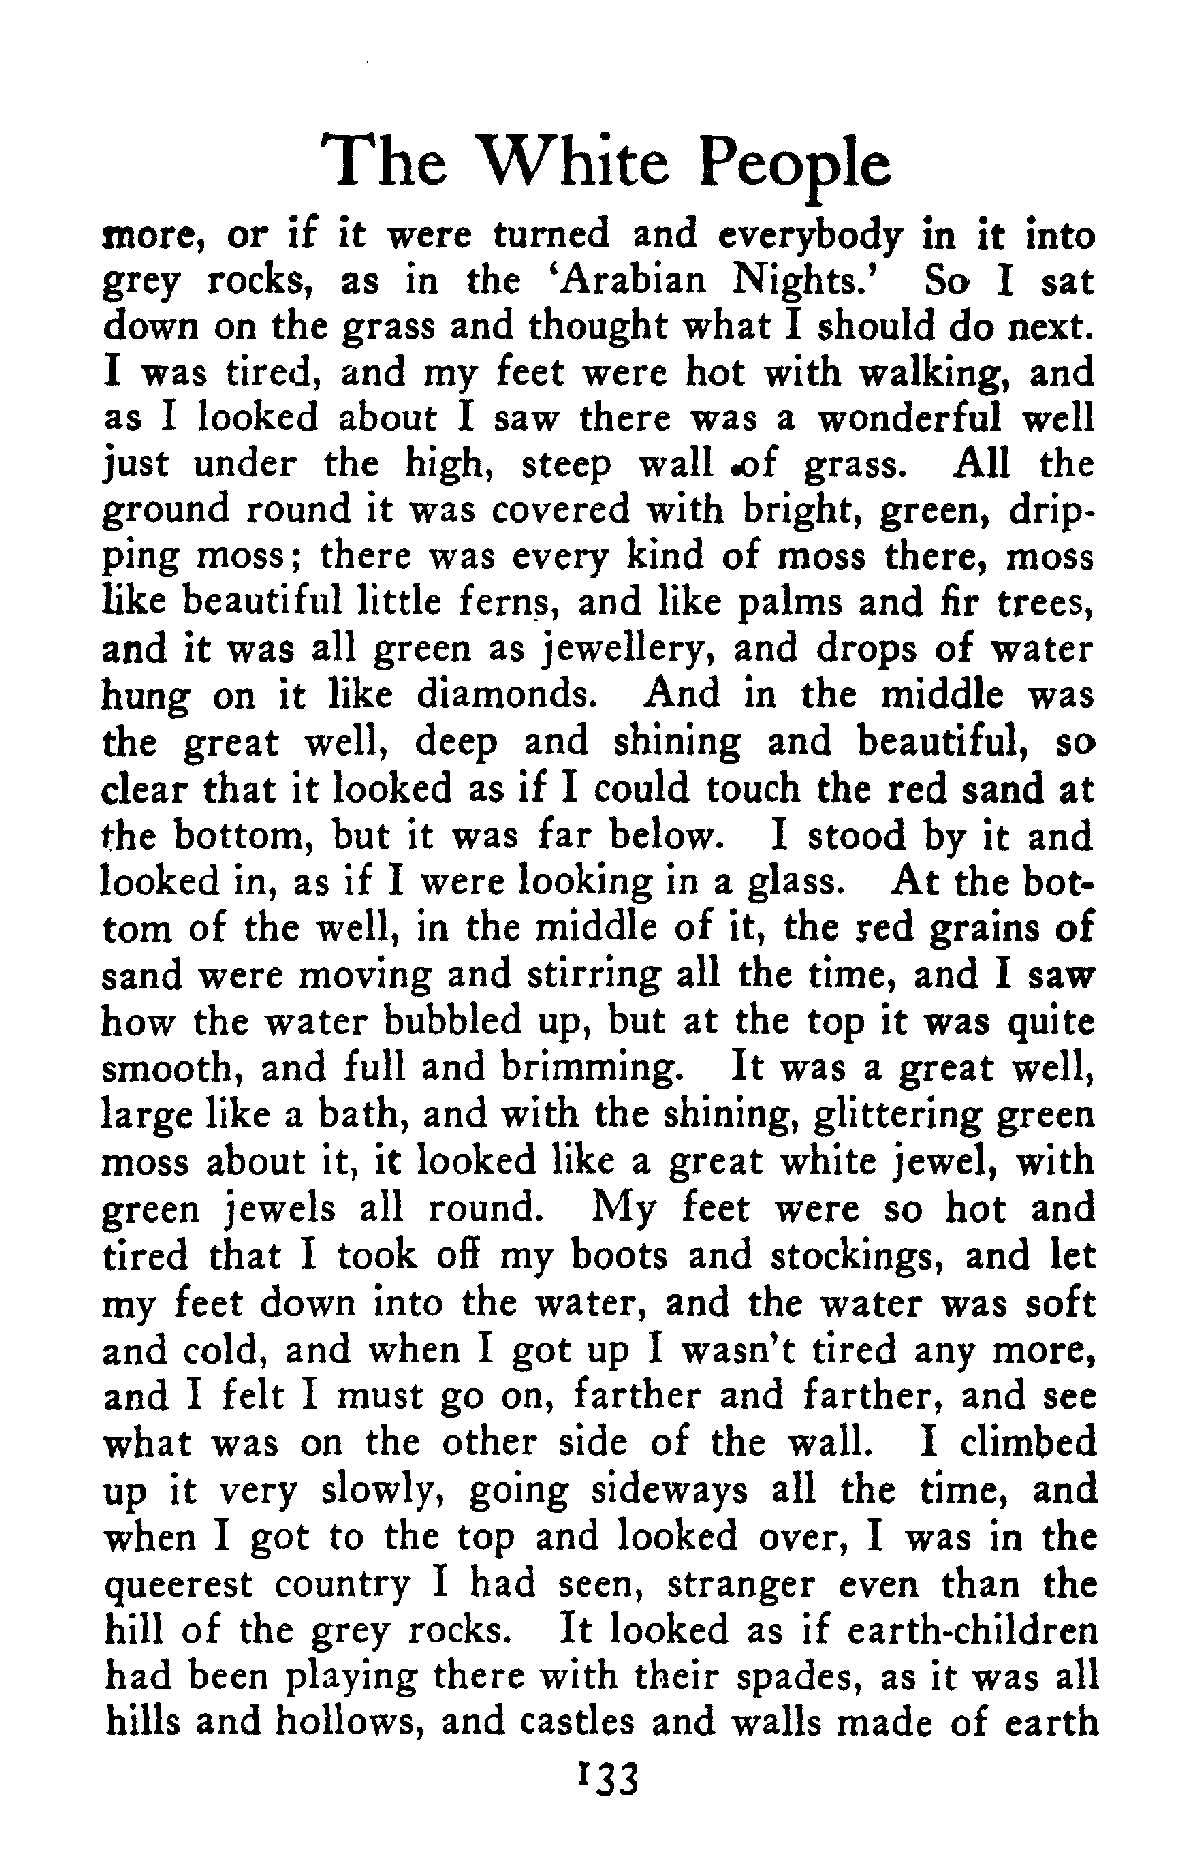 The White People
more, or if it were turned and everybody in it into
grey rocks, as in the ‘Arabian Nights.’ So I sat
down on the grass and thought what I should do next.
I was tired, and my feet were hot with walking, and
as I looked about I saw there was a wonderful well
just under the high, steep wall of grass. All the
ground round it was covered with bright, green, drip-
ping moss; there was every kind of moss there, moss
like beautiful little ferns, and like palms and fir trees,
and it was all green as jewellery, and drops of water
hung on it like diamonds. And in the middle was
the great well, deep and shining and beautiful, so
clear that it looked as if I could touch the red sand at
the bottom, but it was far below. I stood by it and
looked in, as if I were looking in a glass. At the bot-
tom of the well, in the middle of it, the red grains of
sand were moving and stirring all the time, and I saw
how the water bubbled up, but at the top it was quite
smooth, and full and brimming. It was a great well,
large like a bath, and with the shining, glittering green
moss about it, it looked like a great white jewel, with
green jewels all round. My feet were so hot and
tired that I took off my boots and stockings, and let
my feet down into the water, and the water was soft
and cold, and when I got up I wasn’t tired any more,
and I felt I must go on, farther and farther, and see
what was on the other side of the wall. I climbed
up it very slowly, going sideways all the time, and
when I got to the top and looked over, I was in the
queerest country I had seen, stranger even than the
hill of the grey rocks. It looked as if earth-children
had been playing there with their spades, as it was all
hills and hollows, and castles and walls made of earth
133